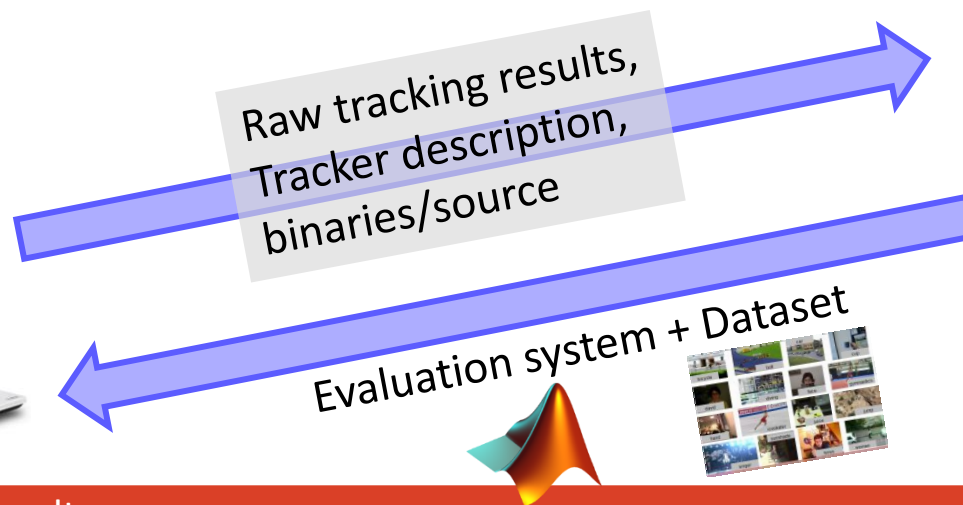 Raw tracking results,
Tracker description,
binaries/source
Evaluation system + Dataset